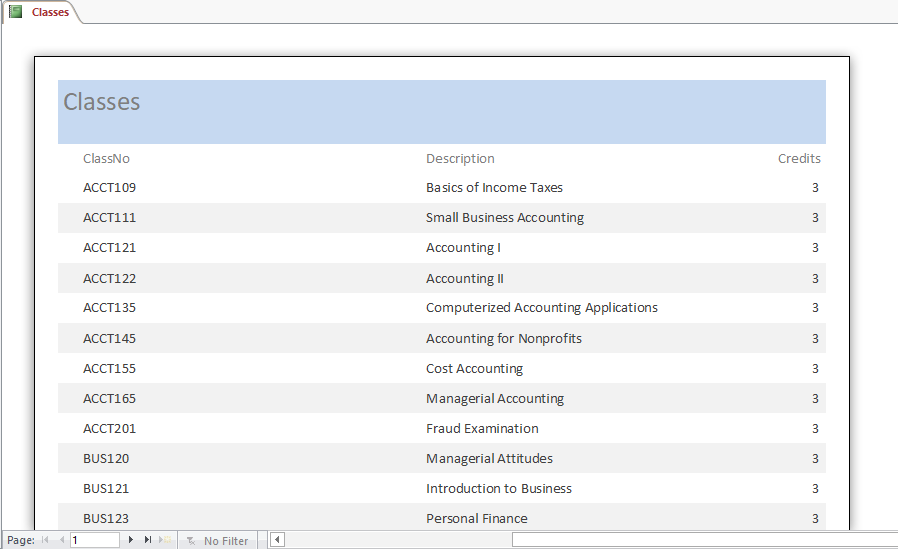 Classes
Classes
ClassNo Description Credits
ACCT109 Basics of Income Taxes 3
ACCT111 Small Business Accounting 3
ACCT121 Accounting I 3
ACCT122 Accounting II 3
ACCT135 Computerized Accounting Applications 3
ACCT145 Accounting for Nonprofits 3
ACCT155 Cost Accounting 3
ACCT165 Managerial Accounting 3
ACCT201 Fraud Examination 3
BUS120 Managerial Attitudes 3
BUS121 Introduction to Business 3
BUS123 Personal Finance 3
Page: 1 No Filter